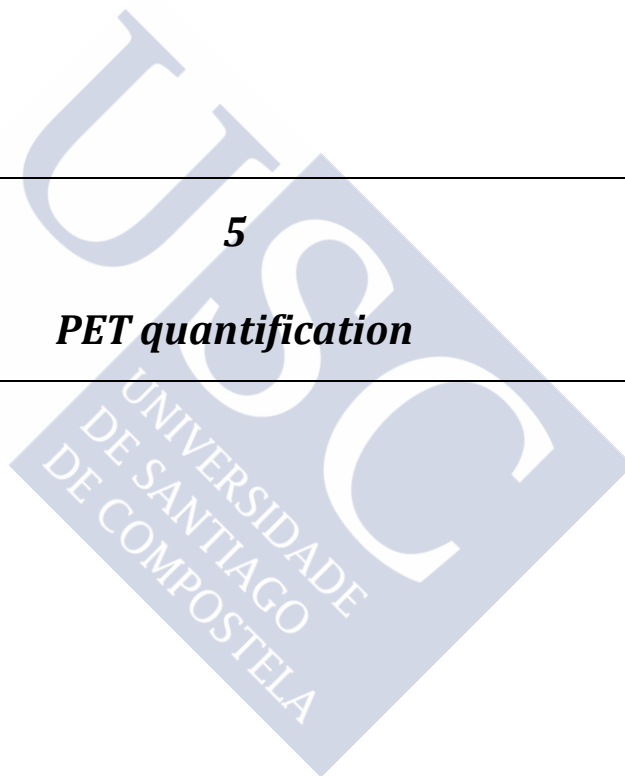 USC
5
PET quantification
UNIVERSIDADE
DE SANTIAGO
DE COMPOSTELA